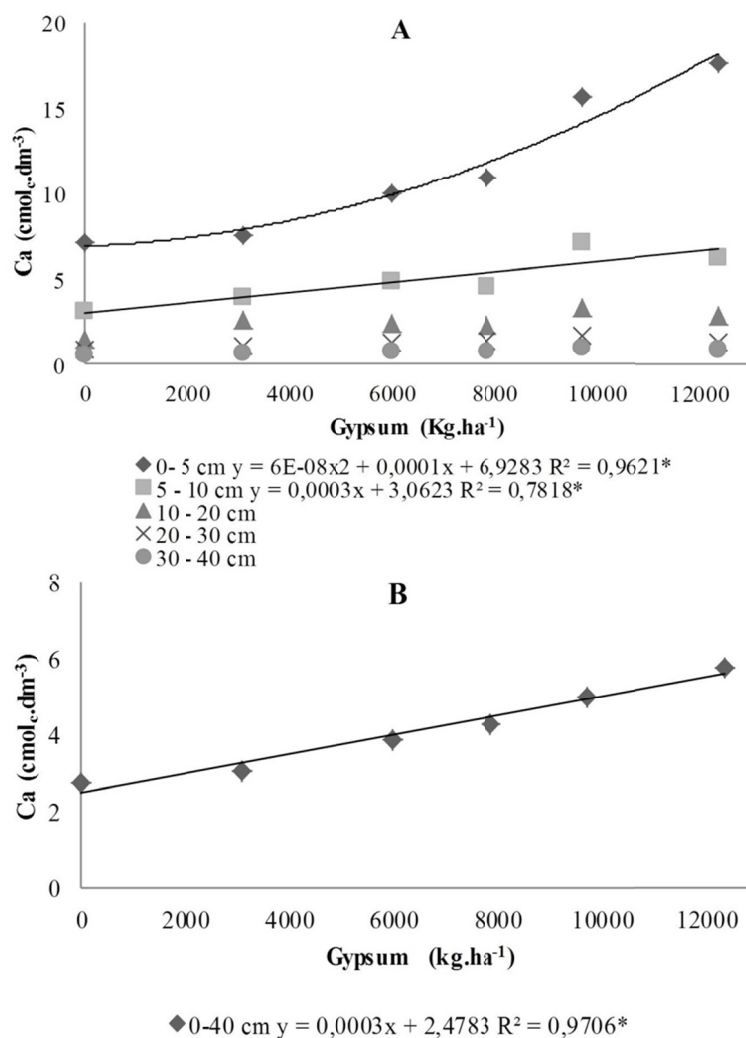 A
20
15
10
5
0
Ca (cmolc.dm-3)
0 2000 4000 6000 8000 10000 12000
Gypsum (Kg.ha-1)
0- 5 cm y = 6E-08x2 + 0,0001x + 6,9283 R² = 0,9621*
5 - 10 cm y = 0,0003x + 3,0623 R² = 0,7818*
10 - 20 cm
20 - 30 cm
30 - 40 cm
B
8
6
4
2
0
Ca (cmolc.dm-3)
0 2000 4000 6000 8000 10000 12000
Gypsum (kg.ha-1)
0-40 cm y = 0,0003x + 2,4783 R² = 0,9706*